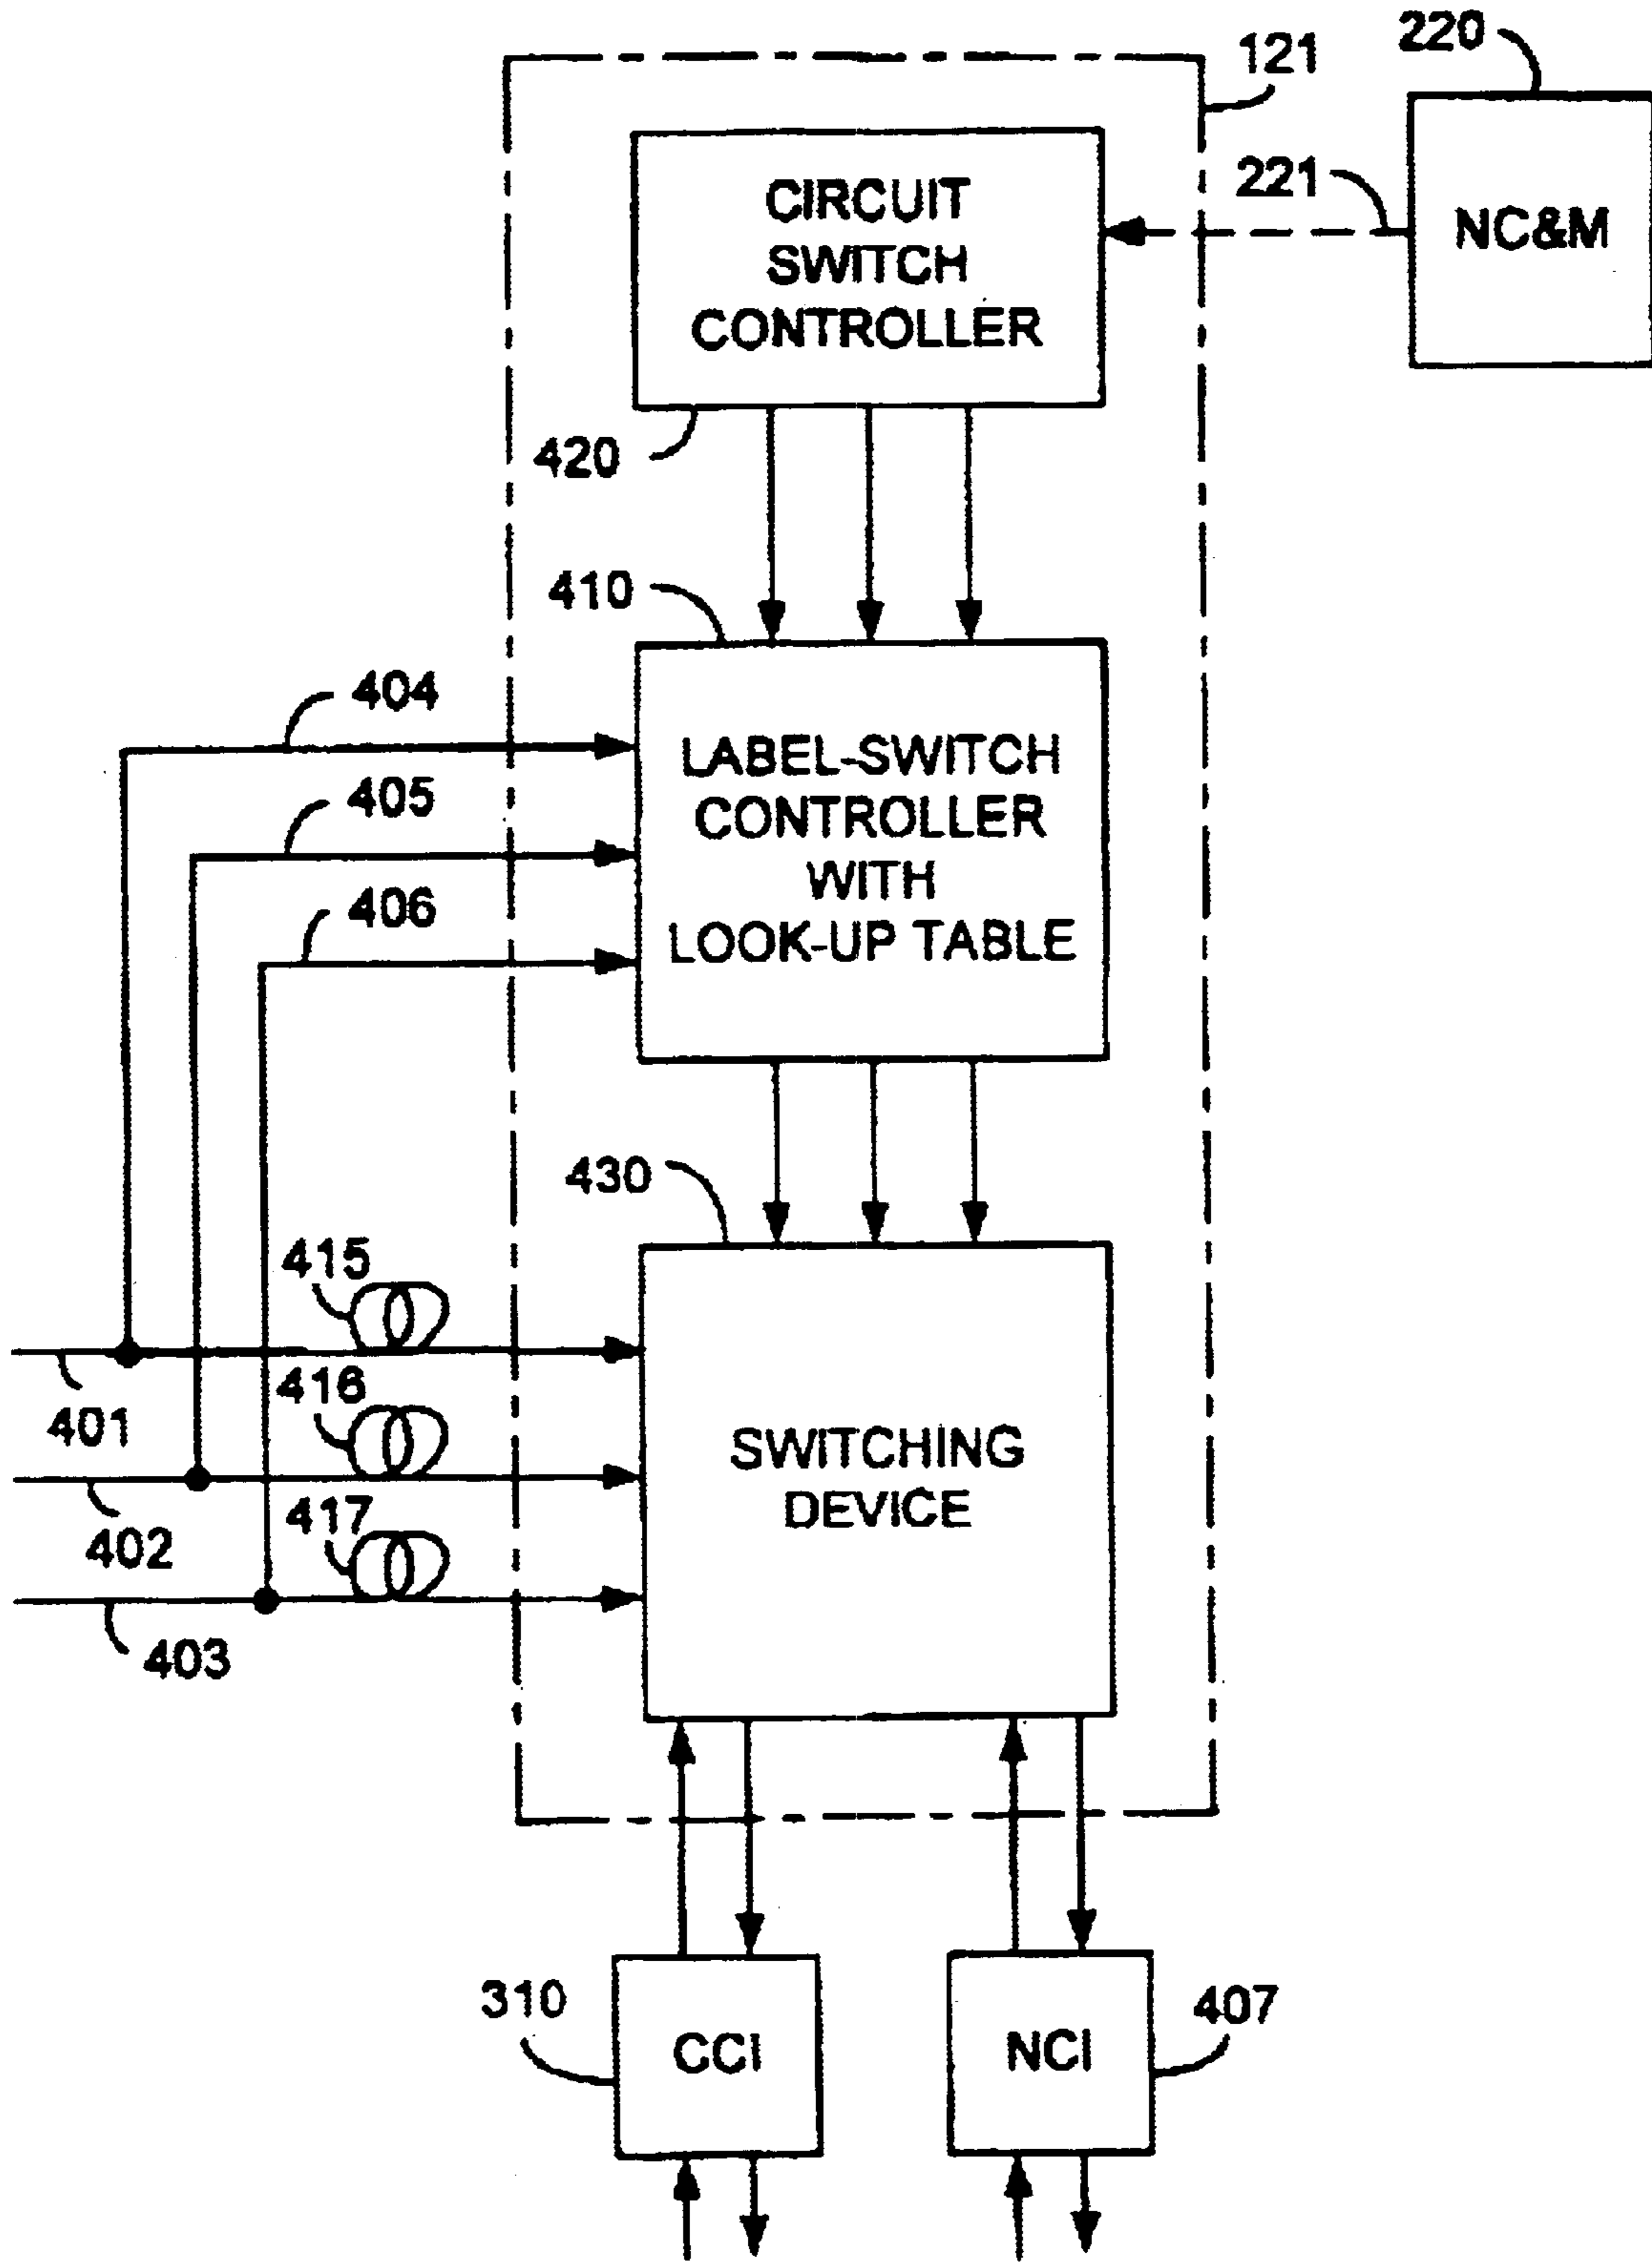 220
121
221
NC&M
CIRCUIT
SWITCH
CONTROLLER
420
410
404
405
406
LABEL-SWITCH
CONTROLLER
WITH
LOOK-UP TABLE
430
415
401
416
402
417
403
SWITCHING
DEVICE
310
CCI
NCI
407